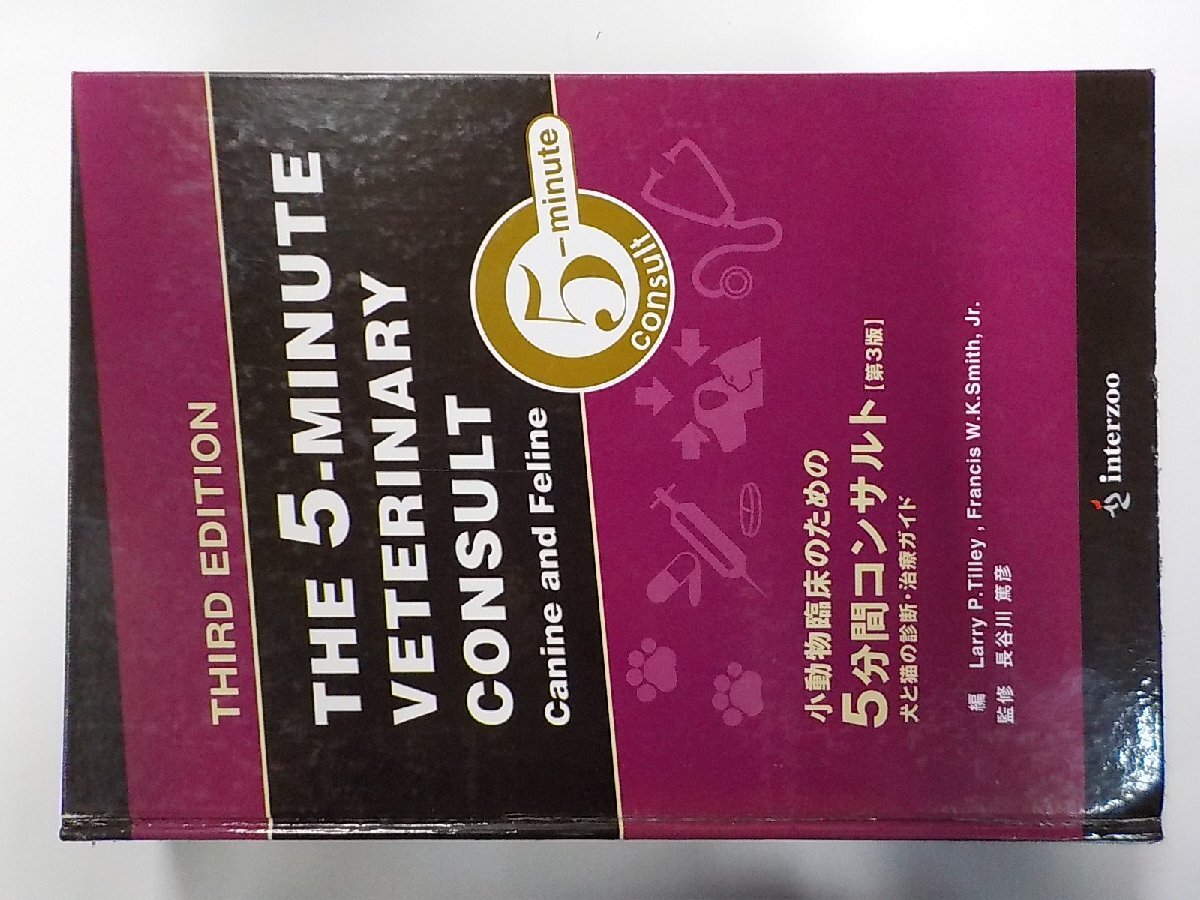 THIRD EDITION
THE 5-MINUTE
VETERINARY
CONSULT
Canine and Feline
5-minute
consult
小動物臨床のための
5分間コンサルト[第3版]
犬と猫の診断・治療ガイド
編 Larry P.Tilley, Francis W.K.Smith, Jr.
監修 長谷川 篤彦
interzoo